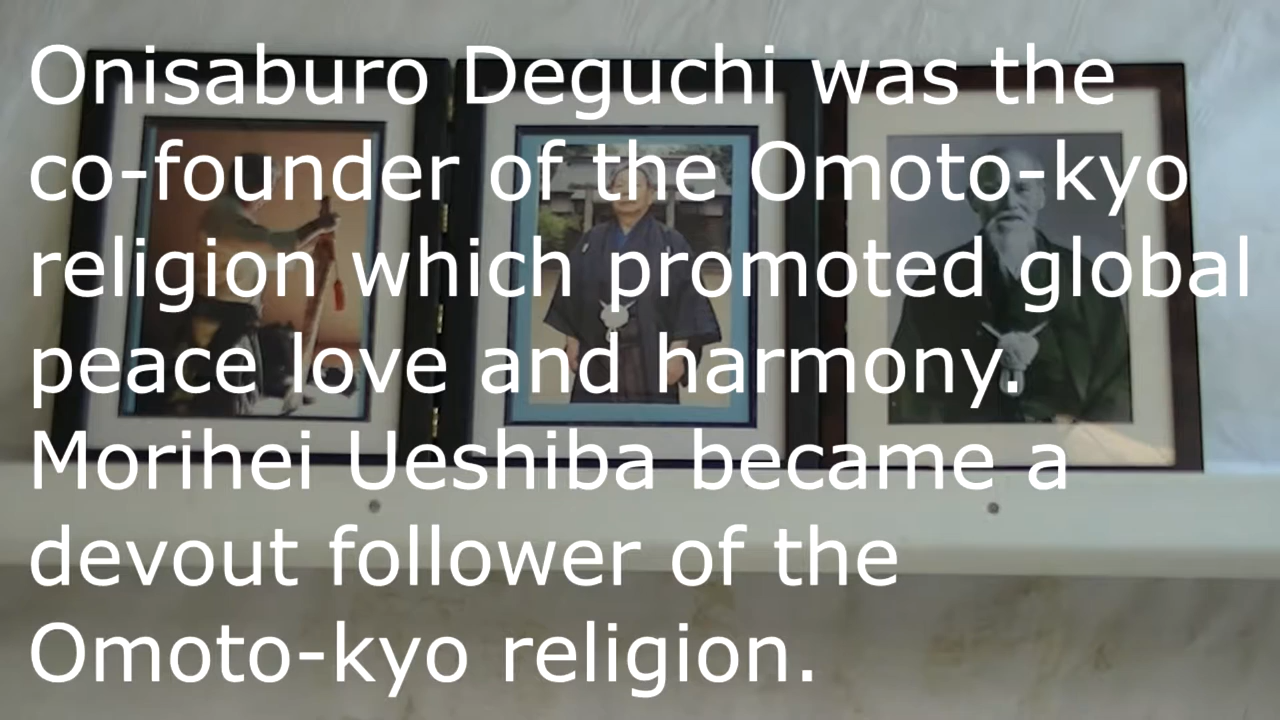 Onisaburo Deguchi was the
co-founder of the Omoto-kyo
religion which promoted global
peace love and harmony.
Morihei Ueshiba became a
devout follower of the
Omoto-kyo religion.